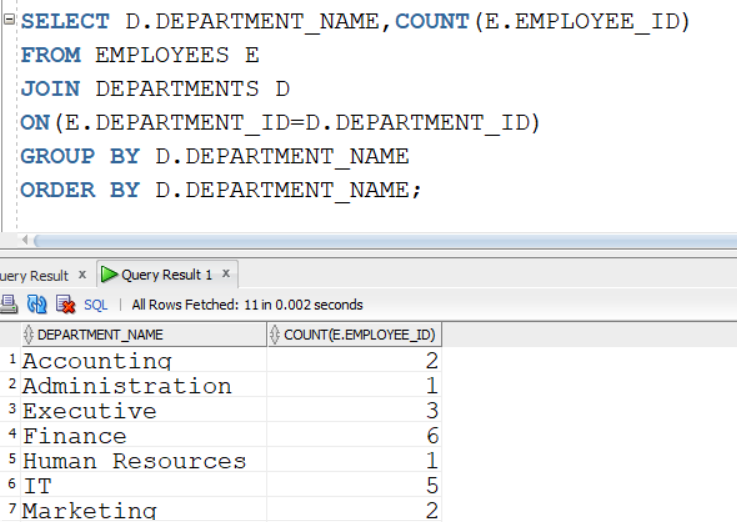 SELECT D.DEPARTMENT_NAME,COUNT(E.EMPLOYEE_ID)
FROM EMPLOYEES E
JOIN DEPARTMENTS D
ON(E.DEPARTMENT_ID=D.DEPARTMENT_ID)
GROUP BY D.DEPARTMENT_NAME
ORDER BY D.DEPARTMENT_NAME;
uery Result x Query Result 1 x
SQL | All Rows Fetched: 11 in 0.002 seconds
DEPARTMENT_NAME COUNT(E.EMPLOYEE_ID)
1 Accounting 2
2 Administration 1
3 Executive 3
4 Finance 6
5 Human Resources 1
6 IT 5
7 Marketing 2